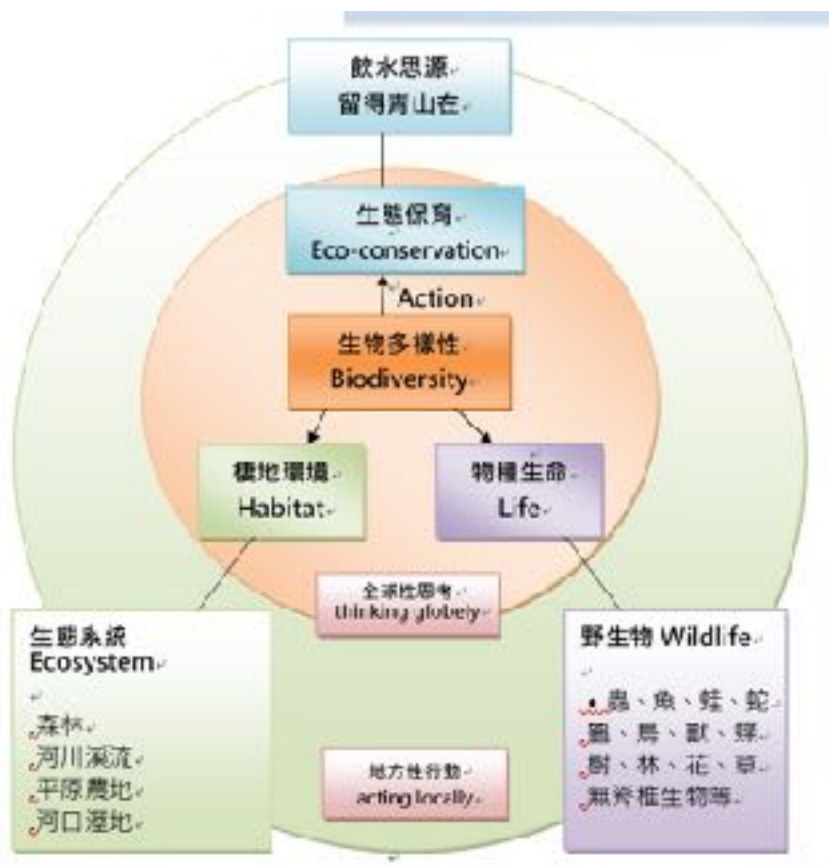 飲水思源
留得青山在
生態保育
Eco-conservation
Action
生物多樣性
Biodiversity
棲地環境
Habitat
物種生命
Life
全球性思考
thinking globely
生態系統
Ecosystem
森林
河川溪流
平原農地
河口溼地
野生物 Wildlife
蟲、魚、蛙、蛇
、鳥、獸、蝶
樹、林、花、草
無脊椎生物等
地方性行動
acting locally